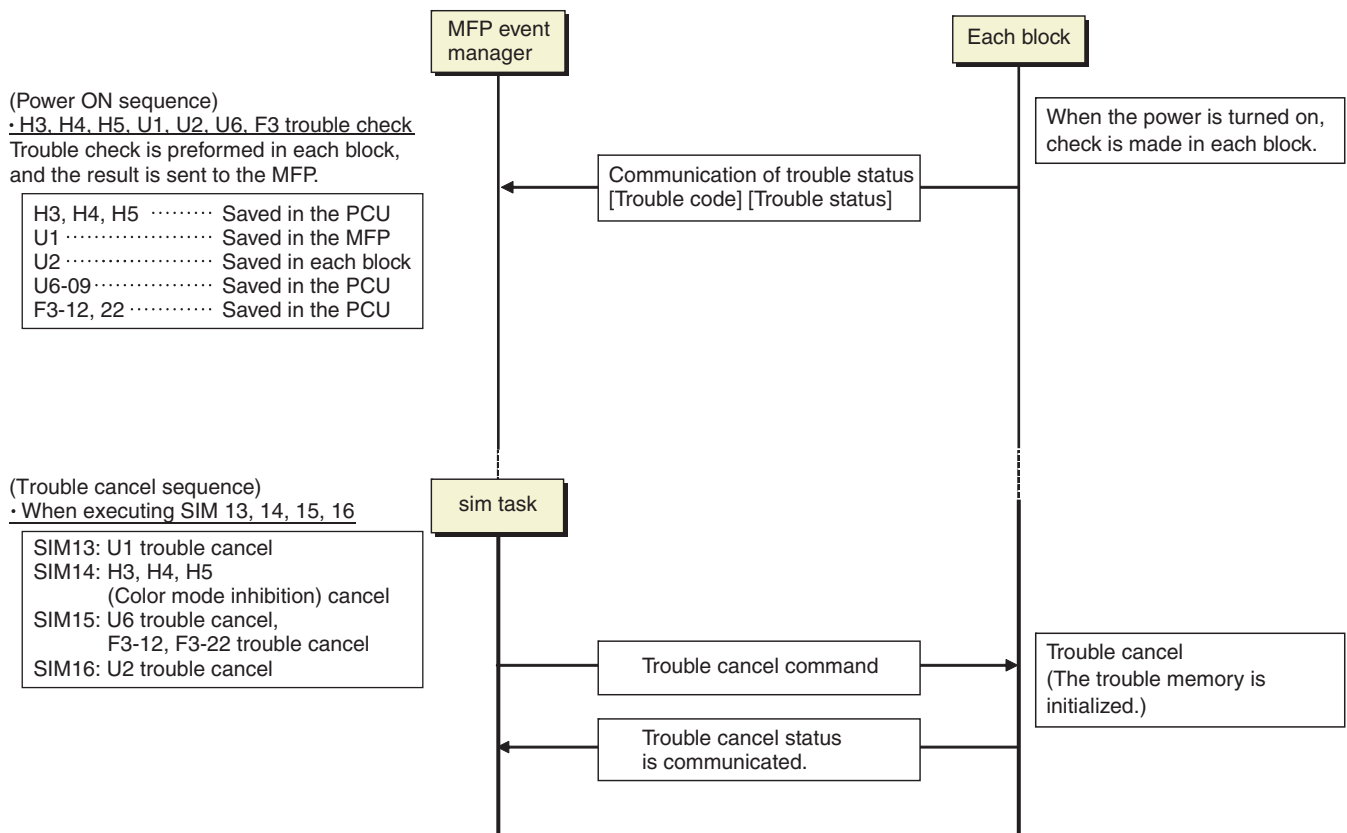 MFP event
manager
Each block
(Power ON sequence)
· H3, H4, H5, U1, U2, U6, F3 trouble check
Trouble check is preformed in each block,
and the result is sent to the MFP.
When the power is turned on,
check is made in each block.
Communication of trouble status
[Trouble code] [Trouble status]
H3, H4, H5 ········· Saved in the PCU
U1 ····················· Saved in the MFP
U2 ····················· Saved in each block
U6-09················· Saved in the PCU
F3-12, 22 ············ Saved in the PCU
(Trouble cancel sequence)
· When executing SIM 13, 14, 15, 16
sim task
SIM13: U1 trouble cancel
SIM14: H3, H4, H5
(Color mode inhibition) cancel
SIM15: U6 trouble cancel,
F3-12, F3-22 trouble cancel
SIM16: U2 trouble cancel
Trouble cancel command
Trouble cancel
(The trouble memory is
initialized.)
Trouble cancel status
is communicated.